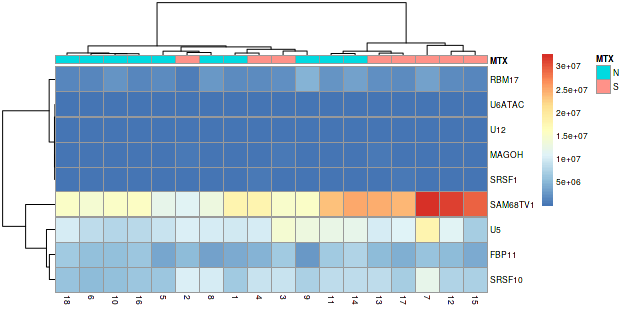 MTX
RBM17
U6ATAC
U12
MAGOH
SRSF1
SAM68TV1
U5
FBP11
SRSF10
18 6 10 16 5 2 8 1 4 3 9 11 14 13 17 7 12 15
3e+07
2.5e+07
2e+07
1.5e+07
1e+07
5e+06
MTX
N
S